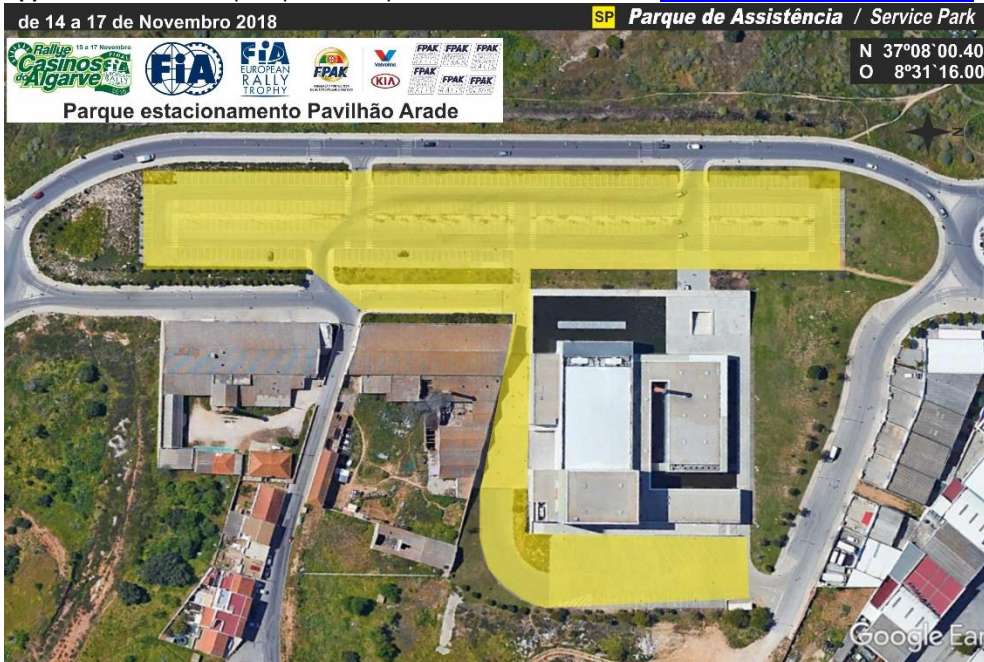 de 14 a 17 de Novembro 2018
SP Parque de Assistência / Service Park
Rallye 15 a 17 Novembro
Casinos
do Algarve
FIA
FIA
EUROPEAN
RALLY
TROPHY
FPAK
Valvoline
KIA
FPAK FPAK FPAK
FPAK
FPAK FPAK
N 37º08`00.40
O 8º31`16.00
Parque estacionamento Pavilhão Arade
N
Google Ear